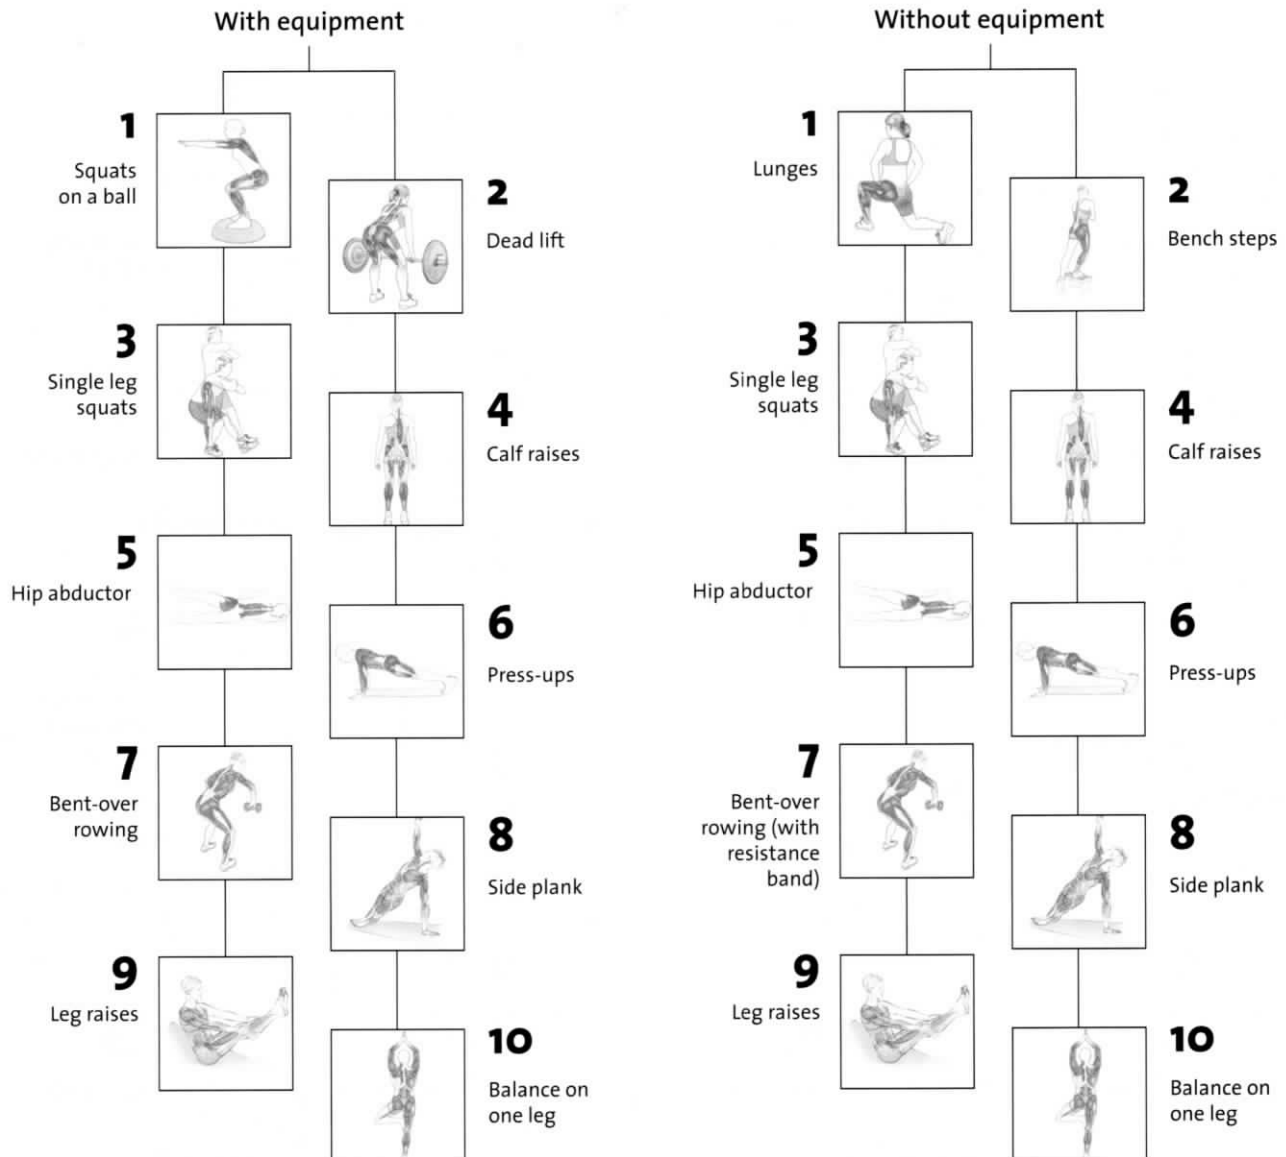 With equipment
1
Squats
on a ball
2
Dead lift
3
Single leg
squats
4
Calf raises
5
Hip abductor
6
Press-ups
7
Bent-over
rowing
8
Side plank
9
Leg raises
10
Balance on
one leg
Without equipment
1
Lunges
2
Bench steps
3
Single leg
squats
4
Calf raises
5
Hip abductor
6
Press-ups
7
Bent-over
rowing (with
resistance
band)
8
Side plank
9
Leg raises
10
Balance on
one leg